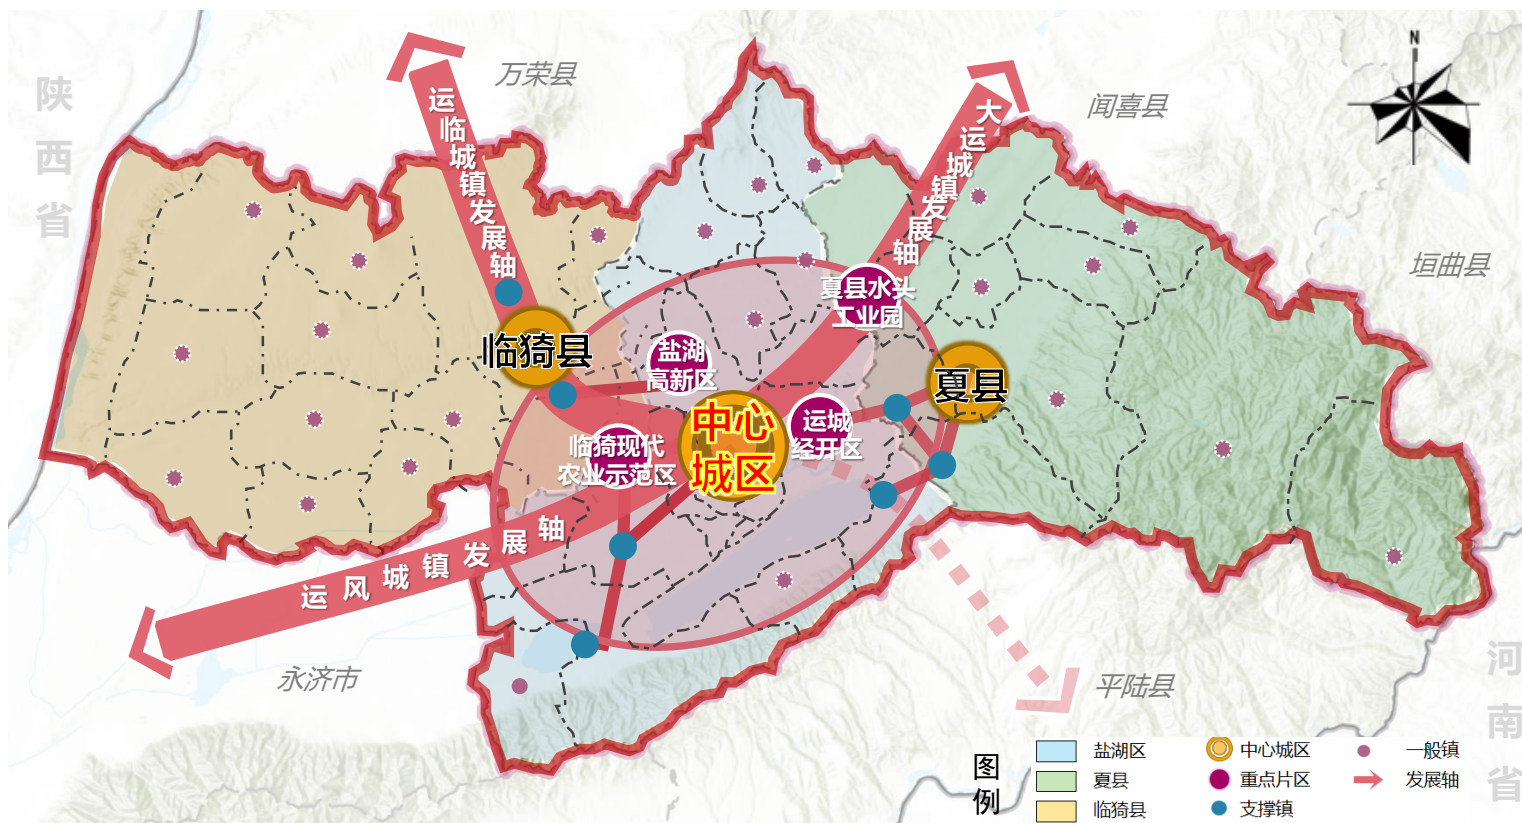 N
陕西省
万荣县
闻喜县
垣曲县
运临城镇发展轴
大运城镇发展轴
夏县水头
工业园
临猗县
盐湖
高新区
夏县
中心
城区
运城
经开区
临猗现代
农业示范区
运风城镇发展轴
永济市
平陆县
河南省
图例
盐湖区
夏县
临猗县
中心城区
重点片区
支撑镇
一般镇
发展轴